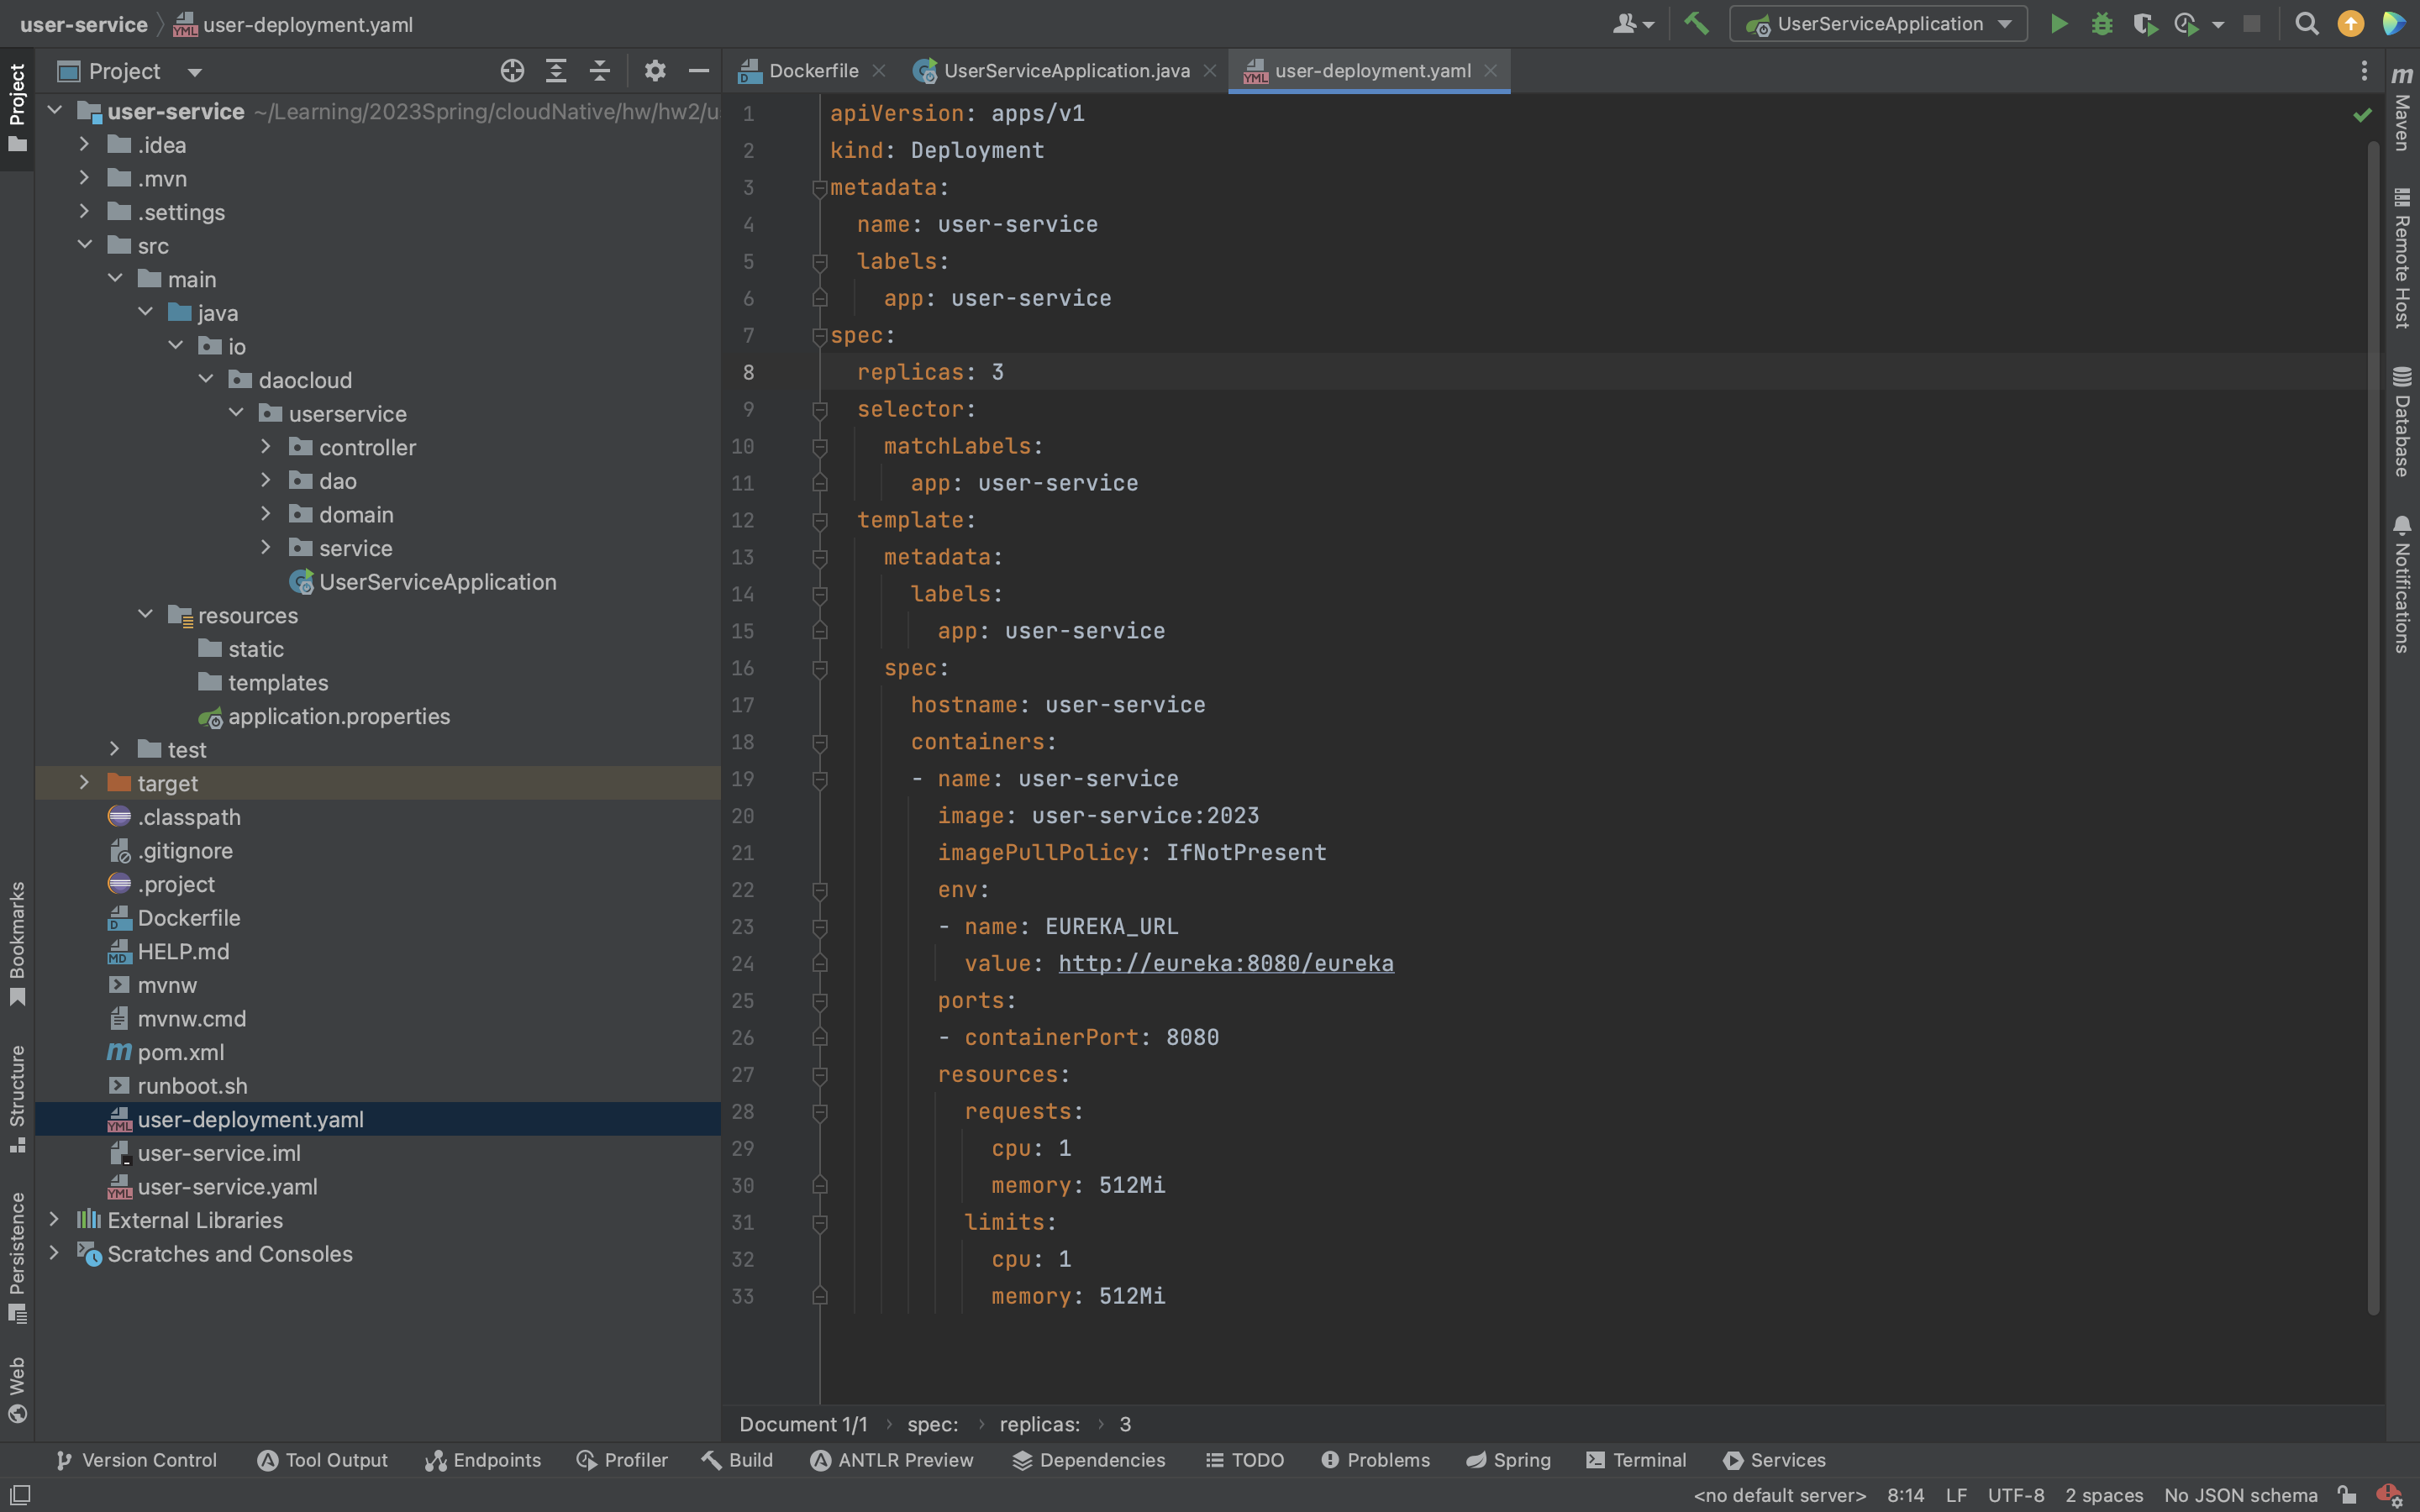 user-service
user-deployment.yaml
UserServiceApplication
Project
Project
Dockerfile
UserServiceApplication.java
user-deployment.yaml
user-service ~/Learning/2023Spring/cloudNative/hw/hw2/u
.idea
.mvn
.settings
src
main
java
io
daocloud
userservice
controller
dao
domain
service
UserServiceApplication
resources
static
templates
application.properties
test
target
.classpath
.gitignore
.project
Dockerfile
HELP.md
mvnw
mvnw.cmd
pom.xml
runboot.sh
user-deployment.yaml
user-service.iml
user-service.yaml
External Libraries
Scratches and Consoles
Bookmarks
Structure
Persistence
Web
1 apiVersion: apps/v1
2 kind: Deployment
3 metadata:
4 name: user-service
5 labels:
6 app: user-service
7 spec:
8 replicas: 3
9 selector:
10 matchLabels:
11 app: user-service
12 template:
13 metadata:
14 labels:
15 app: user-service
16 spec:
17 hostname: user-service
18 containers:
19 - name: user-service
20 image: user-service:2023
21 imagePullPolicy: IfNotPresent
22 env:
23 - name: EUREKA_URL
24 value: http://eureka:8080/eureka
25 ports:
26 - containerPort: 8080
27 resources:
28 requests:
29 cpu: 1
30 memory: 512Mi
31 limits:
32 cpu: 1
33 memory: 512Mi
m Maven
Remote Host
Database
Notifications
Document 1/1 › spec: › replicas: › 3
Version Control
Tool Output
Endpoints
Profiler
Build
ANTLR Preview
Dependencies
TODO
Problems
Spring
Terminal
Services
<no default server>
8:14
LF
UTF-8
2 spaces
No JSON schema